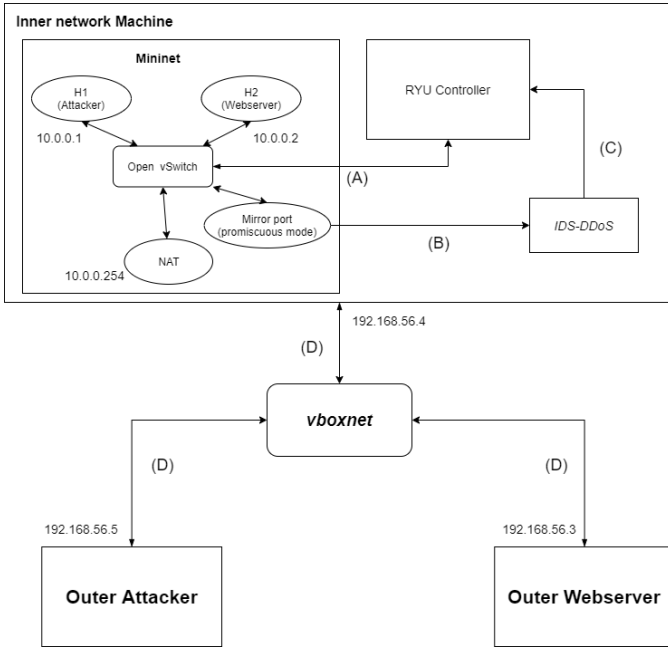 Inner network Machine
Mininet
H1
(Attacker)
H2
(Webserver)
10.0.0.1
10.0.0.2
Open vSwitch
RYU Controller
(A)
(C)
Mirror port
(promiscuous mode)
(B)
IDS-DDoS
NAT
10.0.0.254
192.168.56.4
(D)
vboxnet
(D)
(D)
192.168.56.5
192.168.56.3
Outer Attacker
Outer Webserver